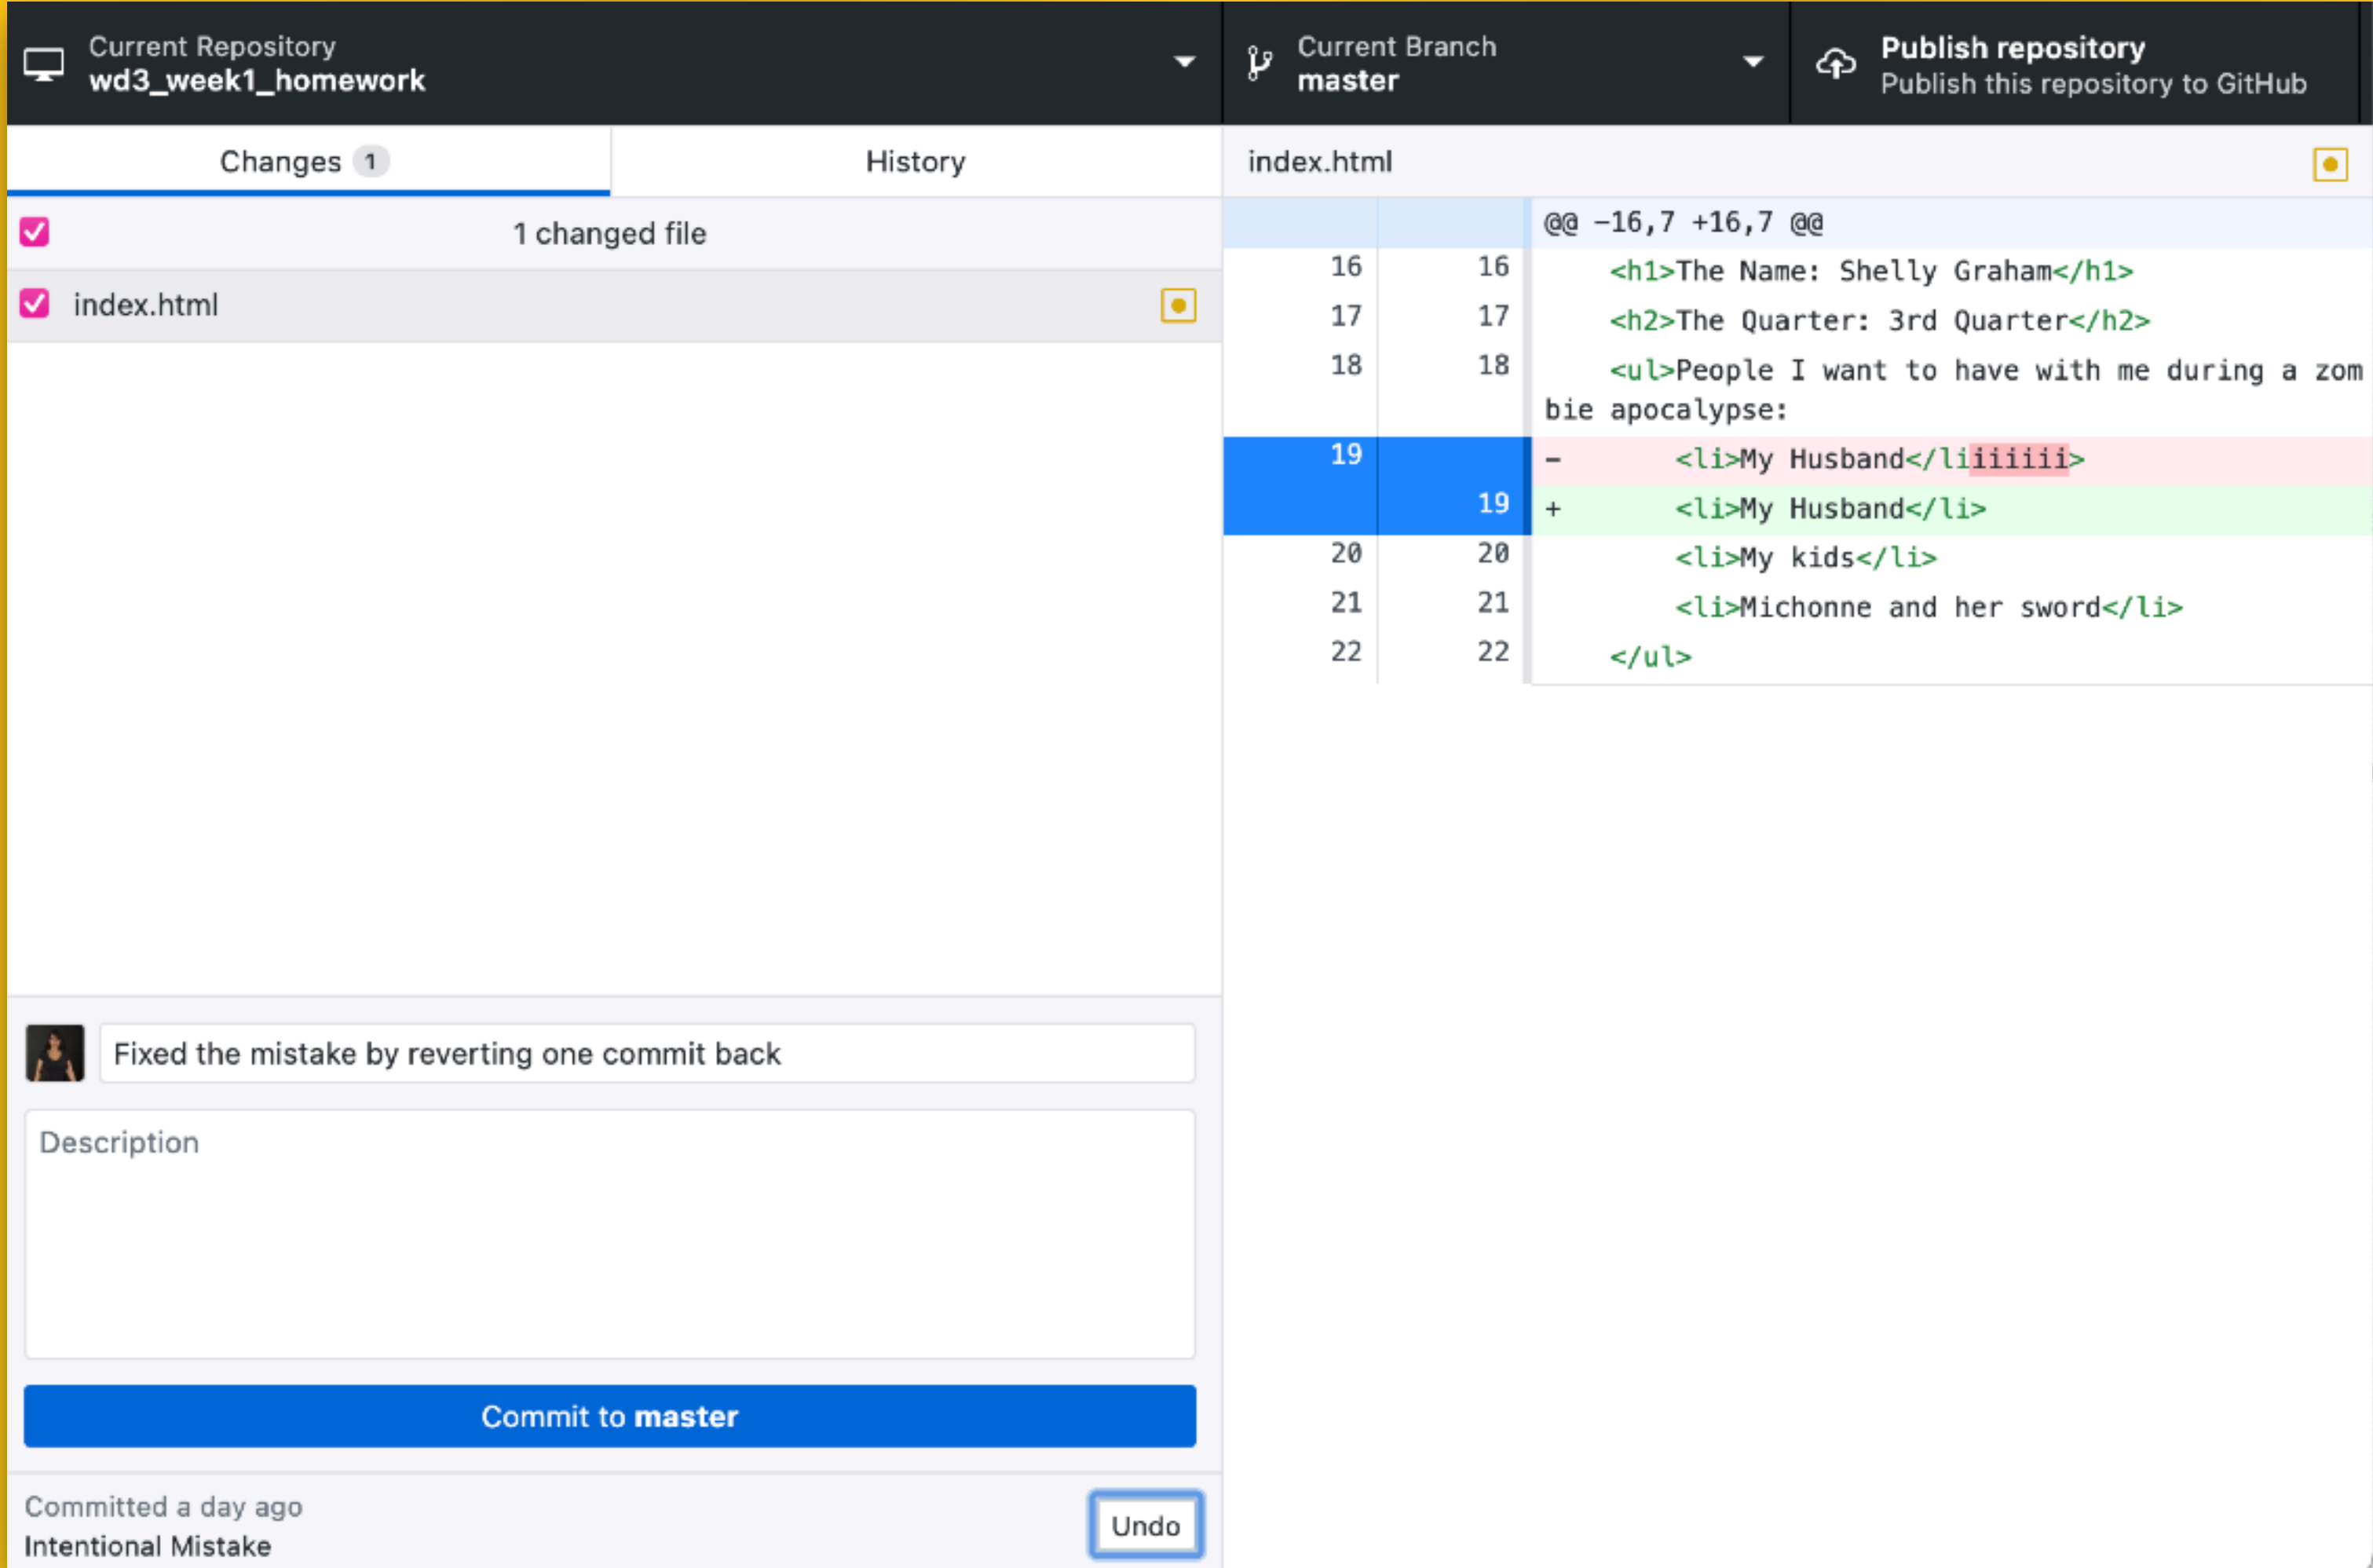 Current Repository
wd3_week1_homework
Current Branch
master
Publish repository
Publish this repository to GitHub
Changes 1
History
1 changed file
index.html
index.html
@@ -16,7 +16,7 @@
16 16 <h1>The Name: Shelly Graham</h1>
17 17 <h2>The Quarter: 3rd Quarter</h2>
18 18 <ul>People I want to have with me during a zom
bie apocalypse:
19 - <li>My Husband</liiiiiii>
19 + <li>My Husband</li>
20 20 <li>My kids</li>
21 21 <li>Michonne and her sword</li>
22 22 </ul>
Fixed the mistake by reverting one commit back
Description
Commit to master
Committed a day ago
Intentional Mistake
Undo